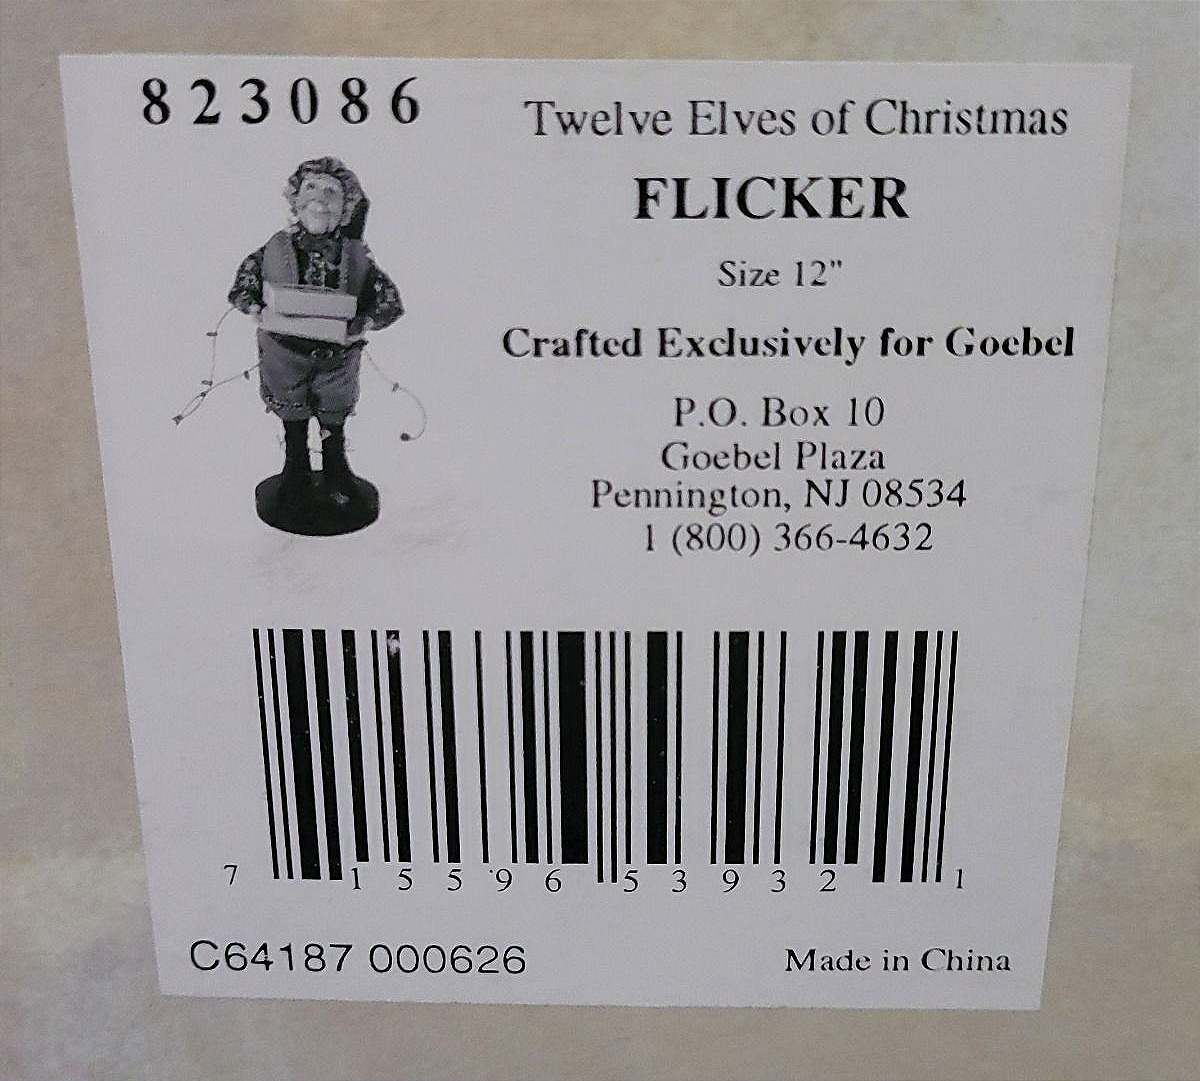 823086
Twelve Elves of Christmas
FLICKER
Size 12"
Crafted Exclusively for Goebel
P.O. Box 10
Goebel Plaza
Pennington, NJ 08534
1 (800) 366-4632
7 15596 53932 1
C64187 000626
Made in China